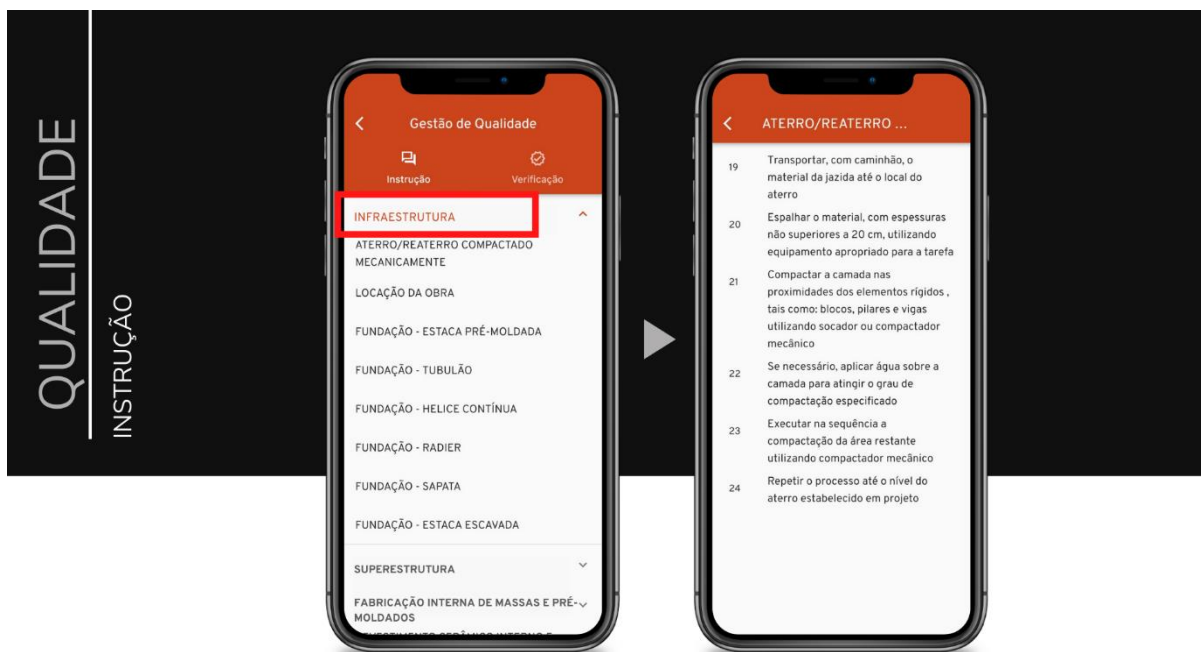 QUALIDADE
INSTRUÇÃO
Gestão de Qualidade
Instrução
Verificação
INFRAESTRUTURA
ATERRO/REATERRO COMPACTADO
MECANICAMENTE
LOCAÇÃO DA OBRA
FUNDAÇÃO - ESTACA PRÉ-MOLDADA
FUNDAÇÃO - TUBULÃO
FUNDAÇÃO - HELICE CONTÍNUA
FUNDAÇÃO - RADIER
FUNDAÇÃO - SAPATA
FUNDAÇÃO - ESTACA ESCAVADA
SUPERESTRUTURA
FABRICAÇÃO INTERNA DE MASSAS E PRÉ-
MOLDADOS
ATERRO/REATERRO ...
19 Transportar, com caminhão, o
material da jazida até o local do
aterro
20 Espalhar o material, com espessuras
não superiores a 20 cm, utilizando
equipamento apropriado para a tarefa
21 Compactar a camada nas
proximidades dos elementos rígidos ,
tais como: blocos, pilares e vigas
utilizando socador ou compactador
mecânico
22 Se necessário, aplicar água sobre a
camada para atingir o grau de
compactação especificado
23 Executar na sequência a
compactação da área restante
utilizando compactador mecânico
24 Repetir o processo até o nível do
aterro estabelecido em projeto